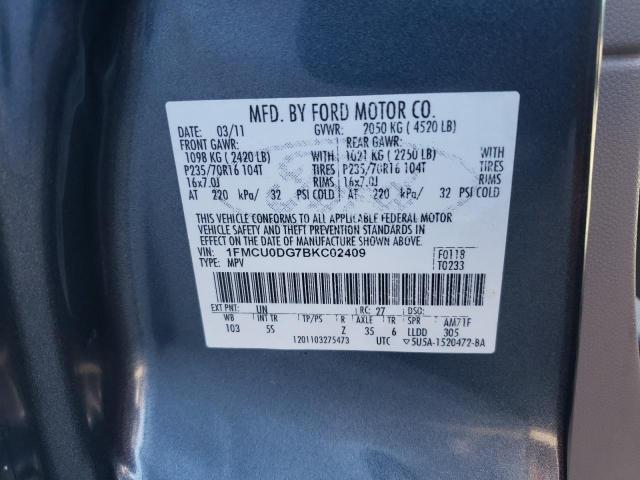 MFD. BY FORD MOTOR CO.
DATE: 03/11 GVWR: 2050 KG ( 4520 LB)
FRONT GAWR: REAR GAWR:
1098 KG ( 2420 LB) WITH 1021 KG ( 2250 LB) WITH
P235/70R16 104T TIRES P235/70R16 104T TIRES
16x7.0J RIMS 16x7.0J RIMS
AT 220 kPa/ 32 PSI COLD AT 220 kPa/ 32 PSI COLD
THIS VEHICLE CONFORMS TO ALL APPLICABLE FEDERAL MOTOR
VEHICLE SAFETY AND THEFT PREVENTION STANDARDS IN
EFFECT ON THE DATE OF MANUFACTURE SHOWN ABOVE.
VIN: 1FMCU0DG7BKC02409 F0118
TYPE: MPV T0233
EXT PNT: UN RC: 27 DSO:
WB INT TR TP/PS R AXLE TR SPR AM71F
103 5S Z 35 6 LLDD 305
1201103275473 UTC ▽5U5A-1520472-BA